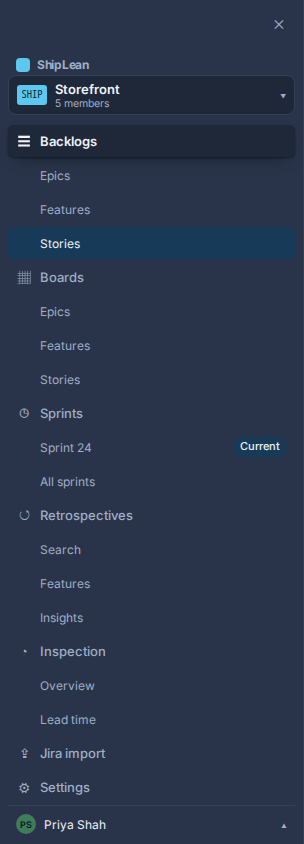 ShipLean
SHIP
Storefront
5 members
Backlogs
Epics
Features
Stories
Boards
Epics
Features
Stories
Sprints
Sprint 24 Current
All sprints
Retrospectives
Search
Features
Insights
Inspection
Overview
Lead time
Jira import
Settings
PS Priya Shah